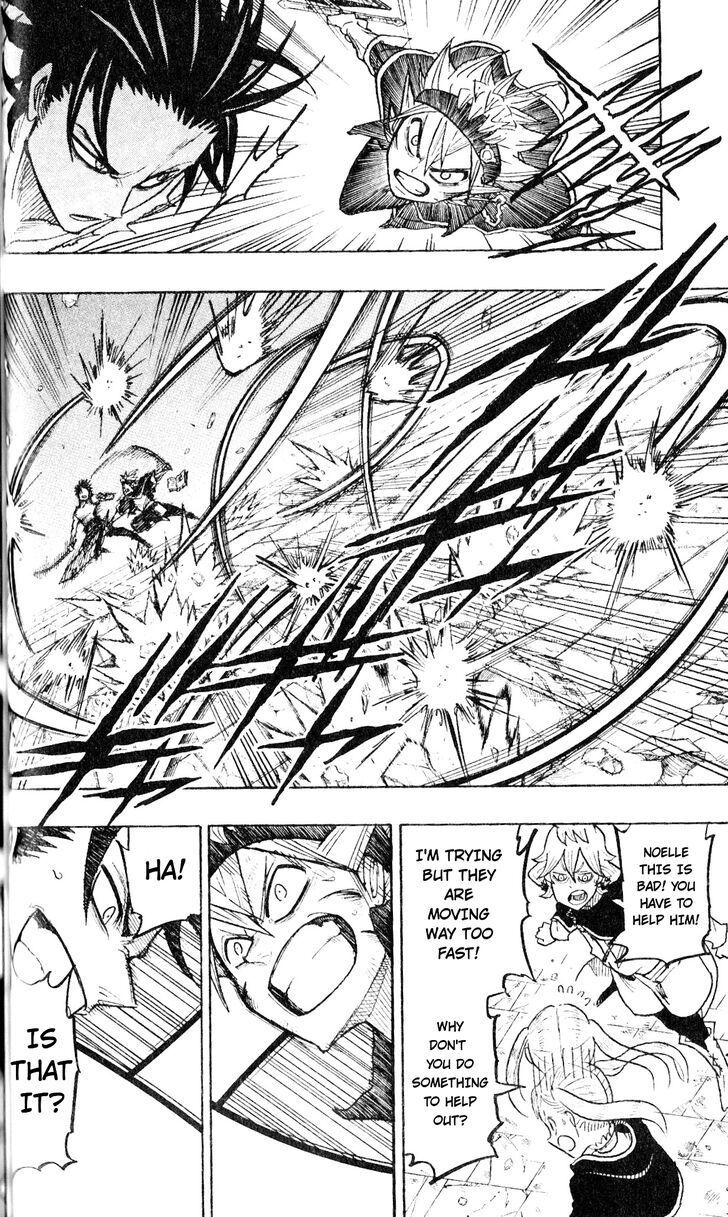 NOELLE
THIS IS
BAD! YOU
HAVE TO
HELP HIM!
I'M TRYING
BUT THEY
ARE
MOVING
WAY TOO
FAST!
WHY
DON'T
YOU DO
SOMETHING
TO HELP
OUT?
HA!
IS
THAT
IT?